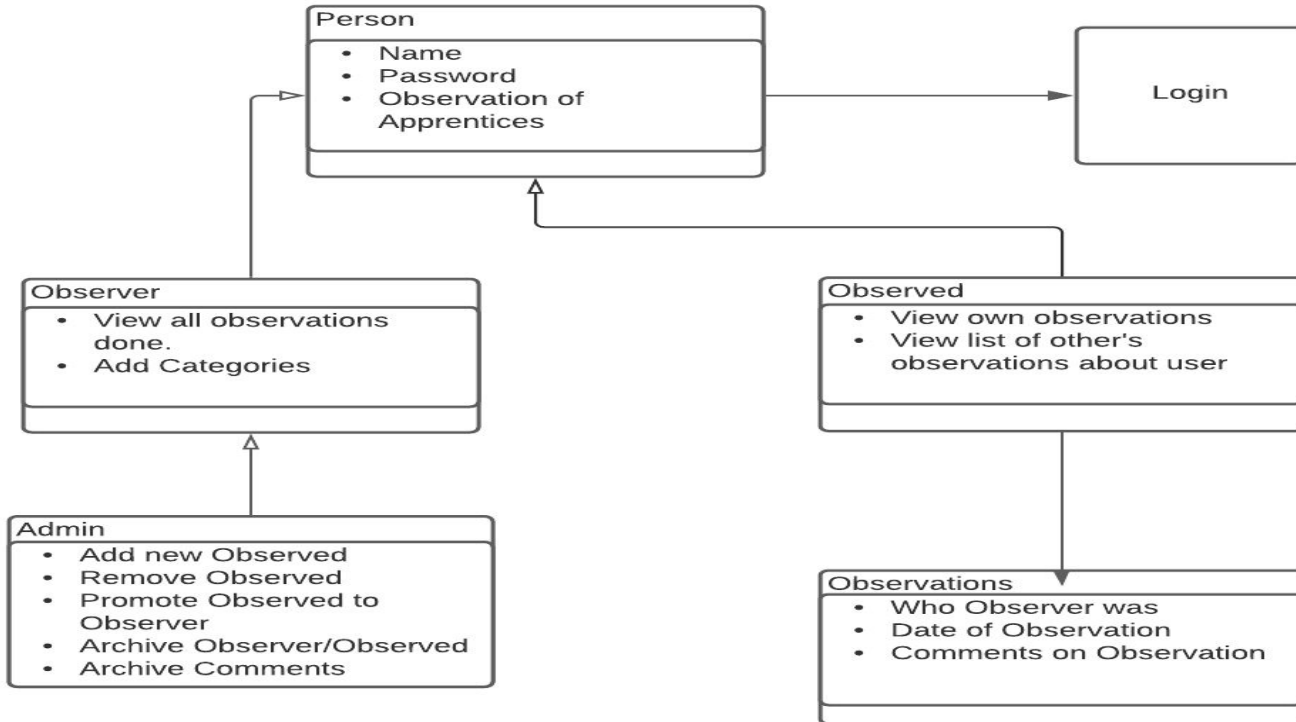 Person
• Name
• Password
• Observation of
Apprentices
Login
Observer
• View all observations
done.
• Add Categories
Observed
• View own observations
• View list of other's
observations about user
Admin
• Add new Observed
• Remove Observed
• Promote Observed to
Observer
• Archive Observer/Observed
• Archive Comments
Observations
• Who Observer was
• Date of Observation
• Comments on Observation